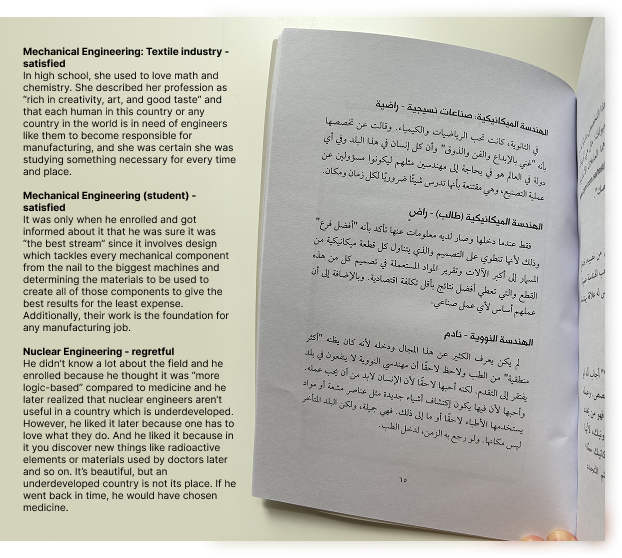 Mechanical Engineering: Textile industry -
satisfied
In high school, she used to love math and
chemistry. She described her profession as
“rich in creativity, art, and good taste” and
that each human in this country or any
country in the world is in need of engineers
like them to become responsible for
manufacturing, and she was certain she was
studying something necessary for every time
and place.
Mechanical Engineering (student) -
satisfied
It was only when he enrolled and got
informed about it that he was sure it was
“the best stream” since it involves design
which tackles every mechanical component
from the nail to the biggest machines and
determining the materials to be used to
create all of those components to give the
best results for the least expense.
Additionally, their work is the foundation for
any manufacturing job.
Nuclear Engineering - regretful
He didn’t know a lot about the field and he
enrolled because he thought it was “more
logic-based” compared to medicine and he
later realized that nuclear engineers aren’t
useful in a country which is underdeveloped.
However, he liked it later because one has to
love what they do. And he liked it because in
it you discover new things like radioactive
elements or materials used by doctors later
and so on. It’s beautiful, but an
underdeveloped country is not its place. If he
went back in time, he would have chosen
medicine.
الهندسة الميكانيكية: صناعات نسيجية - راضية
في الثانوية، كانت تحب الرياضيات والكيمياء. وقالت عن تخصصها
بأنه "غني بالإبداع والفن والذوق" وأن كل إنسان في هذا البلد وفي أي
دولة في العالم هو في بحاجة إلى مهندسين مثلهم ليكونوا مسؤولين عن
عملية التصنيع، وهي مقتنعة بأنها تدرس شيئًا ضروريًا لكل زمان ومكان.
الهندسة الميكانيكية (طالب) - راض
فقط عندما دخلها وصار لديه معلومات عنها تأكد بأنه "أفضل فرع"
وذلك لأنها تنطوي على التصميم والذي يتناول كل قطعة ميكانيكية من
المسمار إلى أكبر الآلات وتقرير المواد المستعملة في تصميم كل من هذه
القطع والتي تعطي أفضل نتائج بأقل تكلفة اقتصادية. وبالإضافة إلى أن
عملهم أساس لأي عمل صناعي.
الهندسة النووية - نادم
لم يكن يعرف الكثير عن هذا المجال ودخله لأنه كان يظنه "أكثر
منطقية" من الطب ولاحظ لاحقًا أن مهندسي النووية لا ينفعون في بلد
يفتقر إلى التقدم. لكنه أحبها لاحقًا لأن الإنسان لابد من أن يحب عمله.
وأحبها لأن فيها يكون إكتشاف أشياء جديدة مثل عناصر مشعة أو مواد
يستخدمها الأطباء لاحقًا أو ما إلى ذلك. فهي جميلة، ولكن البلد المتأخر
ليس مكانها. ولو رجع به الزمن، لدخل الطب.
٦٥